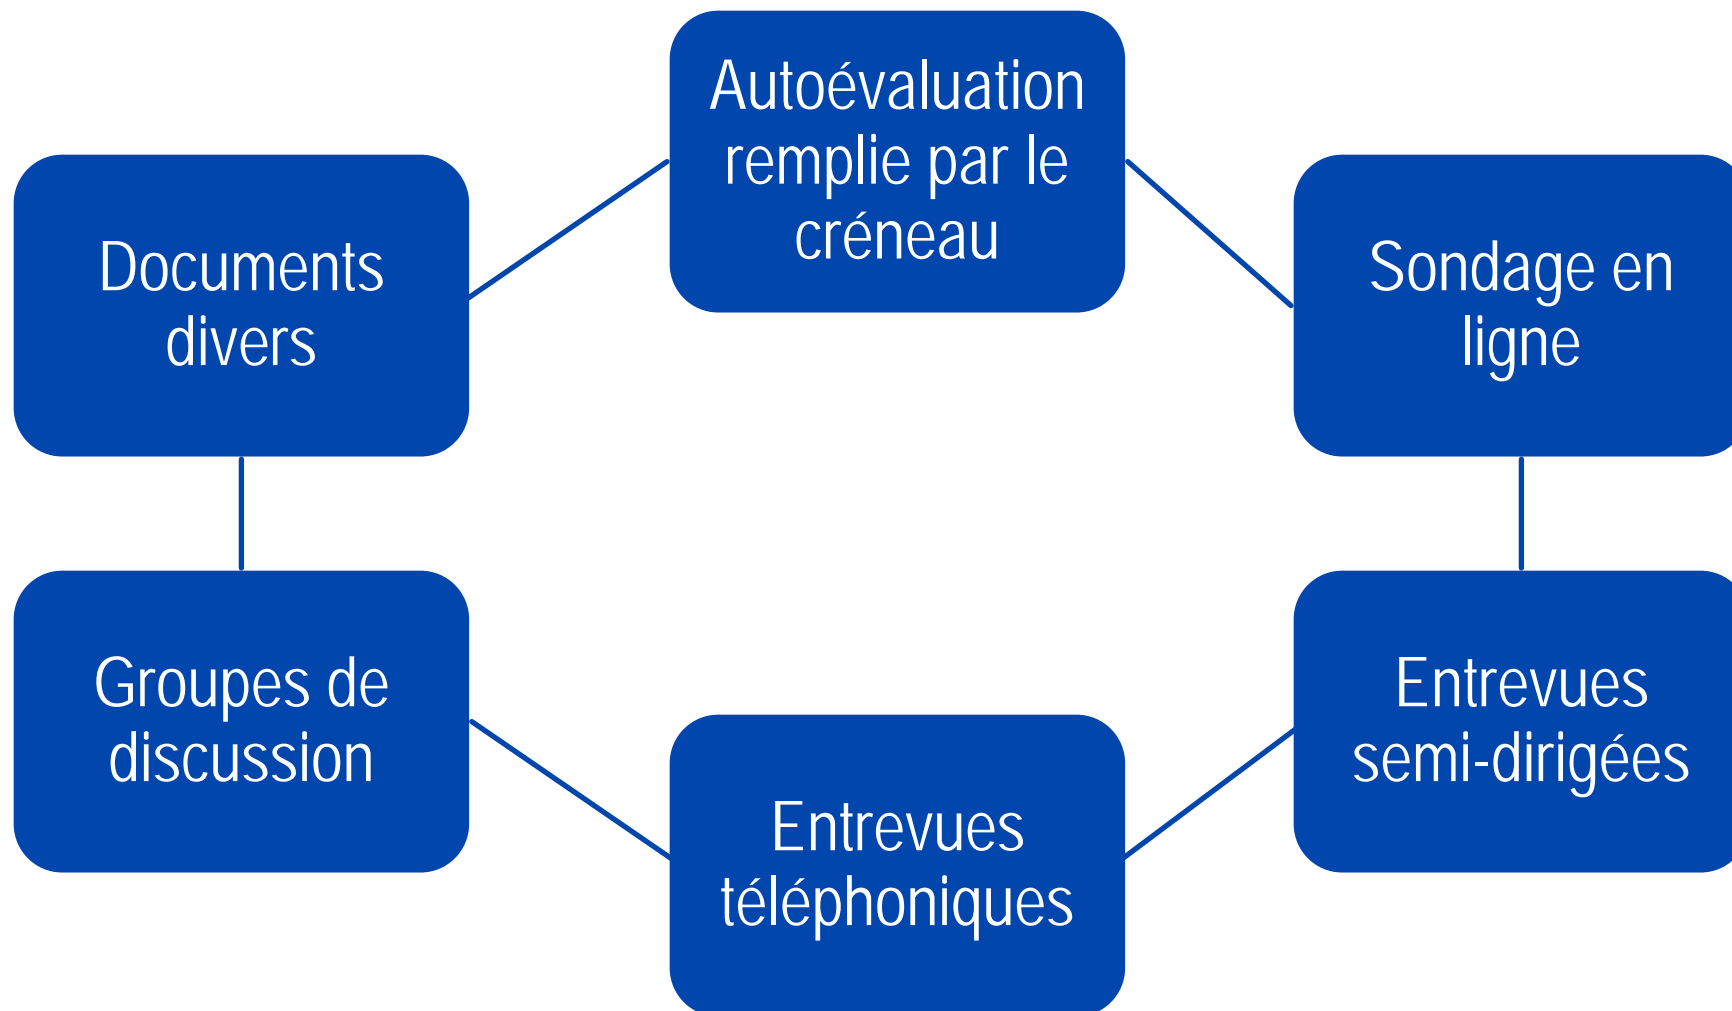 Autoévaluation
remplie par le
créneau
Documents
divers
Sondage en
ligne
Groupes de
discussion
Entrevues
semi-dirigées
Entrevues
téléphoniques